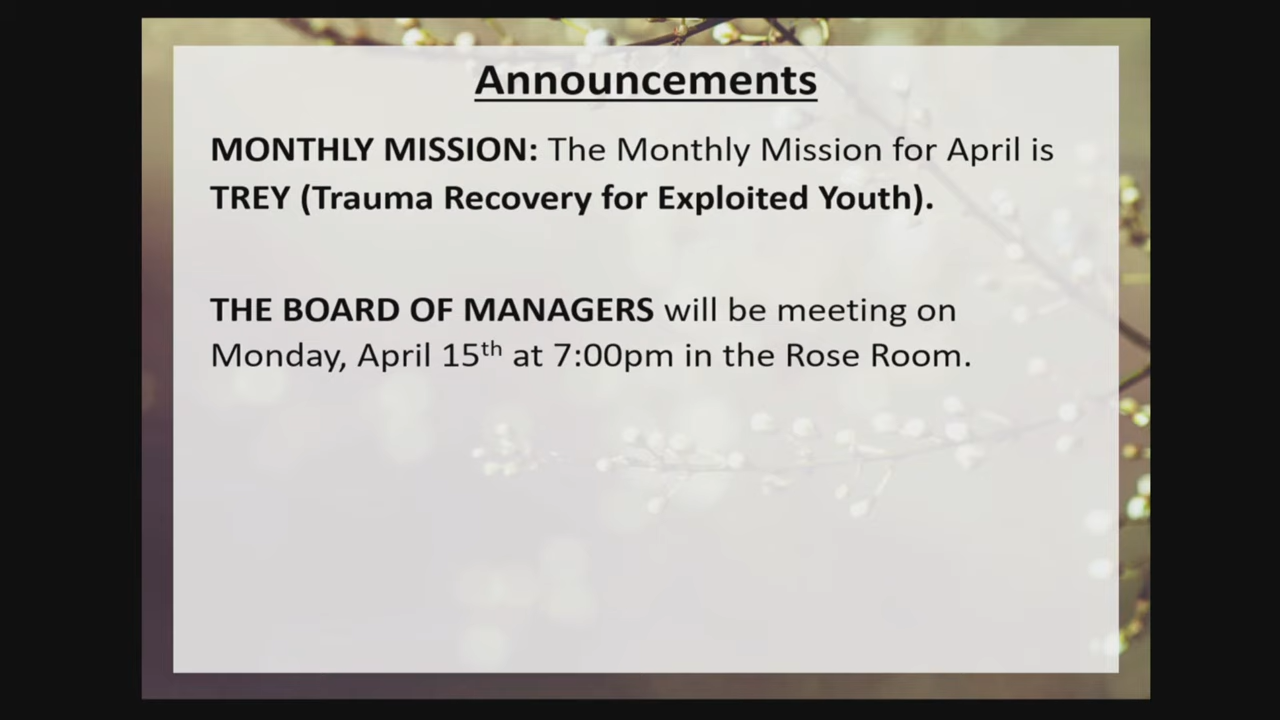 Announcements
MONTHLY MISSION: The Monthly Mission for April is
TREY (Trauma Recovery for Exploited Youth).
THE BOARD OF MANAGERS will be meeting on
Monday, April 15th at 7:00pm in the Rose Room.